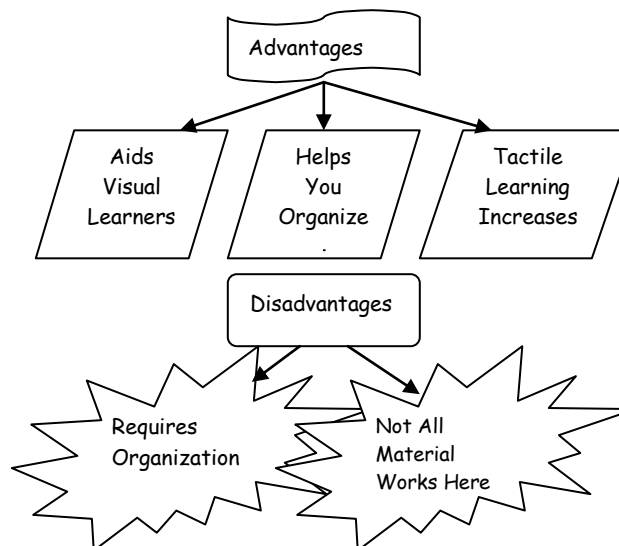 Advantages
Aids
Visual
Learners
Helps
You
Organize
.
Tactile
Learning
Increases
Disadvantages
Requires
Organization
Not All
Material
Works Here